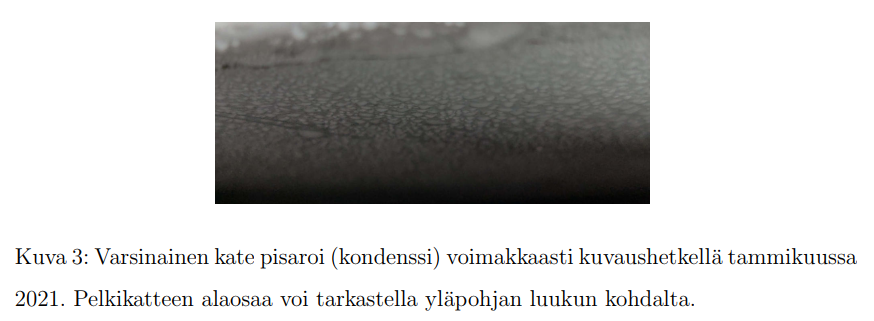 Kuva 3: Varsinainen kate pisaroi (kondenssi) voimakkaasti kuvaushetkellä tammikuussa
2021. Pelkikatteen alaosaa voi tarkastella yläpohjan luukun kohdalta.